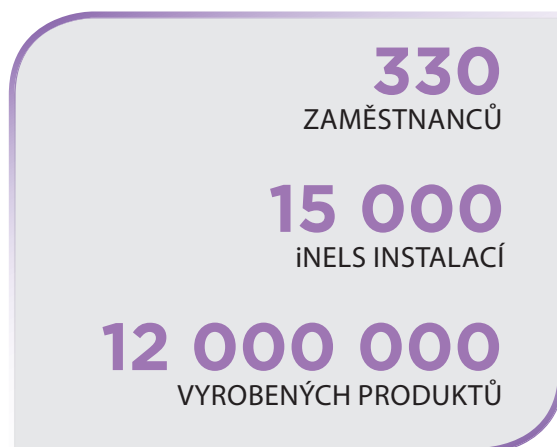 330
ZAMĚSTNANCŮ
15 000
iNELS INSTALACÍ
12 000 000
VYROBENÝCH PRODUKTŮ